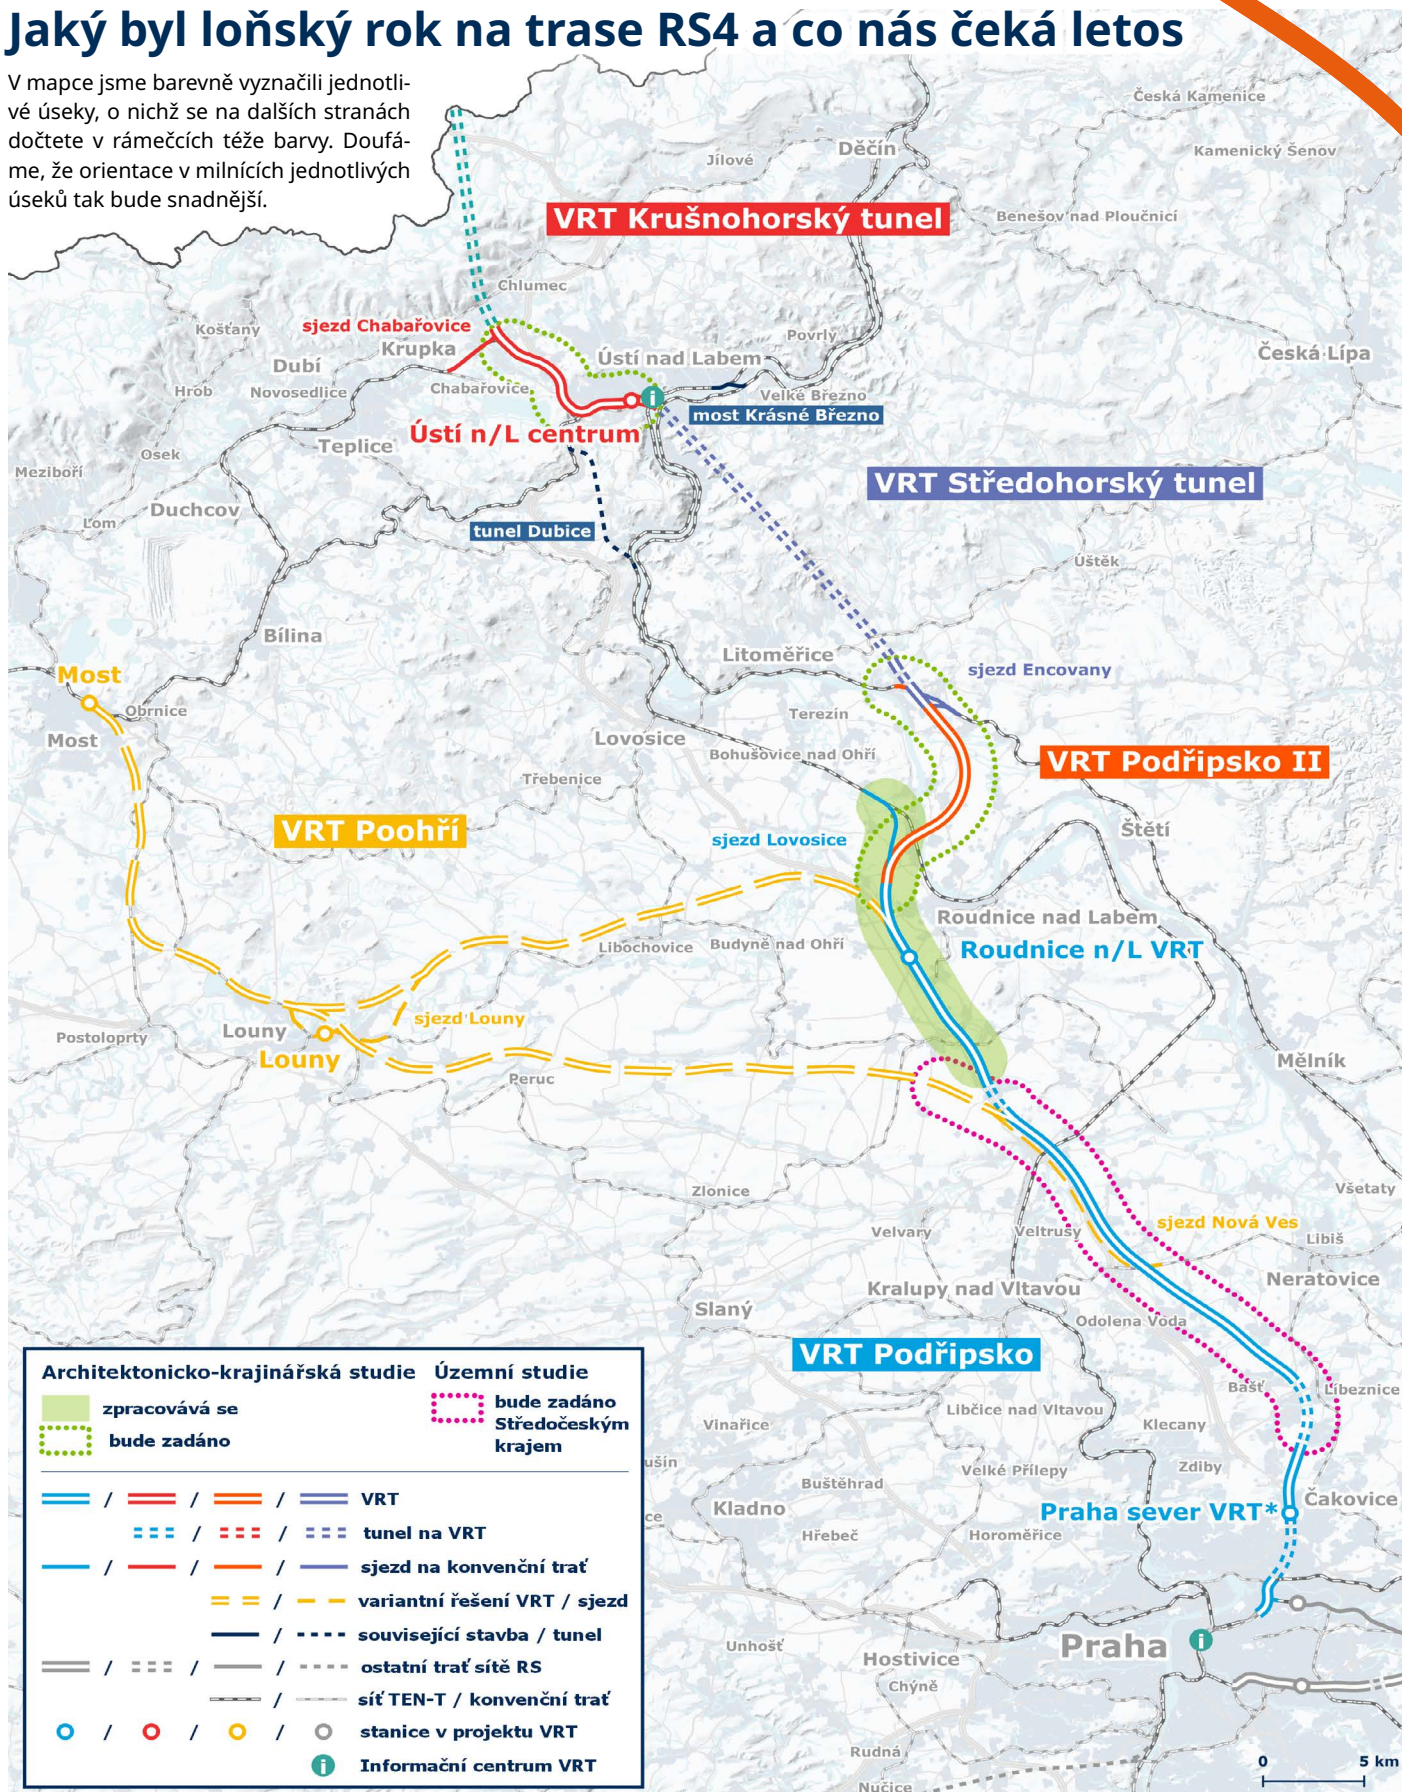 Jaký byl loňský rok na trase RS4 a co nás čeká letos
V mapce jsme barevně vyznačili jednotli-
vé úseky, o nichž se na dalších stranách
dočtete v rámečcích téže barvy. Doufá-
me, že orientace v milnících jednotlivých
úseků tak bude snadnější.
Česká Kamenice
Děčín
Jílové
Kamenický Šenov
VRT Krušnohorský tunel
Benešov nad Ploučnicí
Chlumec
Košťany
sjezd Chabařovice
Krupka
Povrly
Ústí nad Labem
Česká Lípa
Dubí
Hrob
Novosedlice
Chabařovice
i
Velké Březno
most Krásné Březno
Ústí n/L centrum
Teplice
Osek
Meziboří
VRT Středohorský tunel
Duchcov
Lom
tunel Dubice
Úštěk
Bílina
Litoměřice
sjezd Encovany
Most
Obrnice
Terezín
Most
Lovosice
Bohušovice nad Ohří
VRT Podřipsko II
Třebenice
VRT Poohří
Štětí
sjezd Lovosice
Roudnice nad Labem
Libochovice
Budyně nad Ohří
Roudnice n/L VRT
sjezd Louny
Louny
Postoloprty
Louny
Mělník
Peruc
Zlonice
Všetaty
Velvary
Veltrusy
sjezd Nová Ves
Libiš
Neratovice
Kralupy nad Vltavou
Slaný
Odolena Voda
VRT Podřipsko
Bašť
Líbeznice
Libčice nad Vltavou
Klecany
Vinařice
Zdiby
Velké Přílepy
Buštěhrad
Kladno
Praha sever VRT*
Čakovice
Hřebeč
Horoměřice
Unhošť
Praha
i
Hostivice
Chýně
Rudná
Nučice
0 5 km
Architektonicko-krajinářská studie
zpracovává se
bude zadáno
Územní studie
bude zadáno
Středočeským
krajem
/ / / VRT
/ / tunel na VRT
/ / / sjezd na konvenční trať
/ variantní řešení VRT / sjezd
/ související stavba / tunel
/ / / ostatní trať sítě RS
/ síť TEN-T / konvenční trať
/ / / stanice v projektu VRT
i Informační centrum VRT